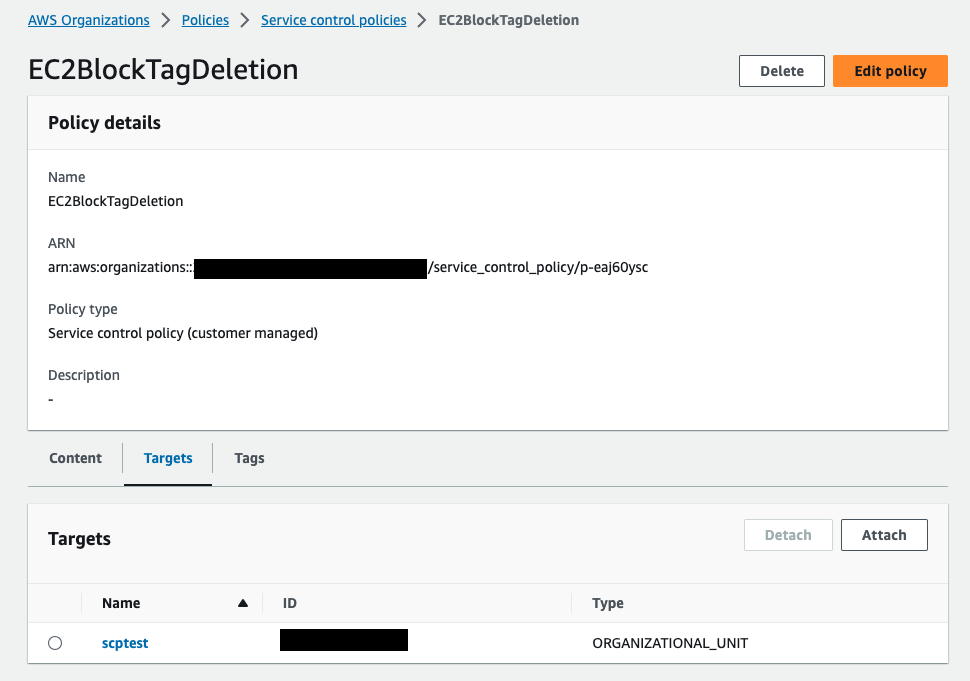 AWS Organizations > Policies > Service control policies > EC2BlockTagDeletion
EC2BlockTagDeletion
Delete
Edit policy
Policy details
Name
EC2BlockTagDeletion
ARN
arn:aws:organizations:: /service_control_policy/p-eaj60ysc
Policy type
Service control policy (customer managed)
Description
-
Content
Targets
Tags
Targets
Detach
Attach
Name ID Type
scptest ORGANIZATIONAL_UNIT